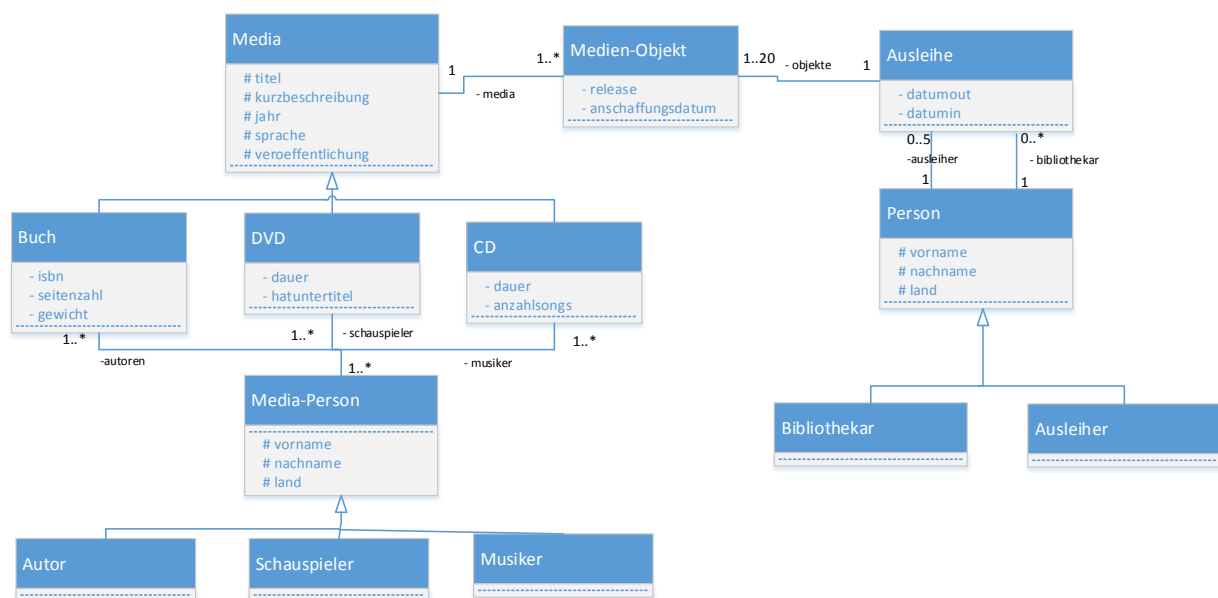 Media
# titel
# kurzbeschreibung
# jahr
# sprache
# veroeffentlichung
1
- media
1..*
Medien-Objekt
- release
- anschaffungsdatum
1..20
- objekte
1
Ausleihe
- datumout
- datumin
0..5
-ausleiher
1
0..*
- bibliothekar
1
Person
# vorname
# nachname
# land
Bibliothekar
Ausleiher
Buch
- isbn
- seitenzahl
- gewicht
1..*
-autoren
DVD
- dauer
- hatuntertitel
1..*
- schauspieler
CD
- dauer
- anzahlsongs
1..*
- musiker
1..*
Media-Person
# vorname
# nachname
# land
Autor
Schauspieler
Musiker